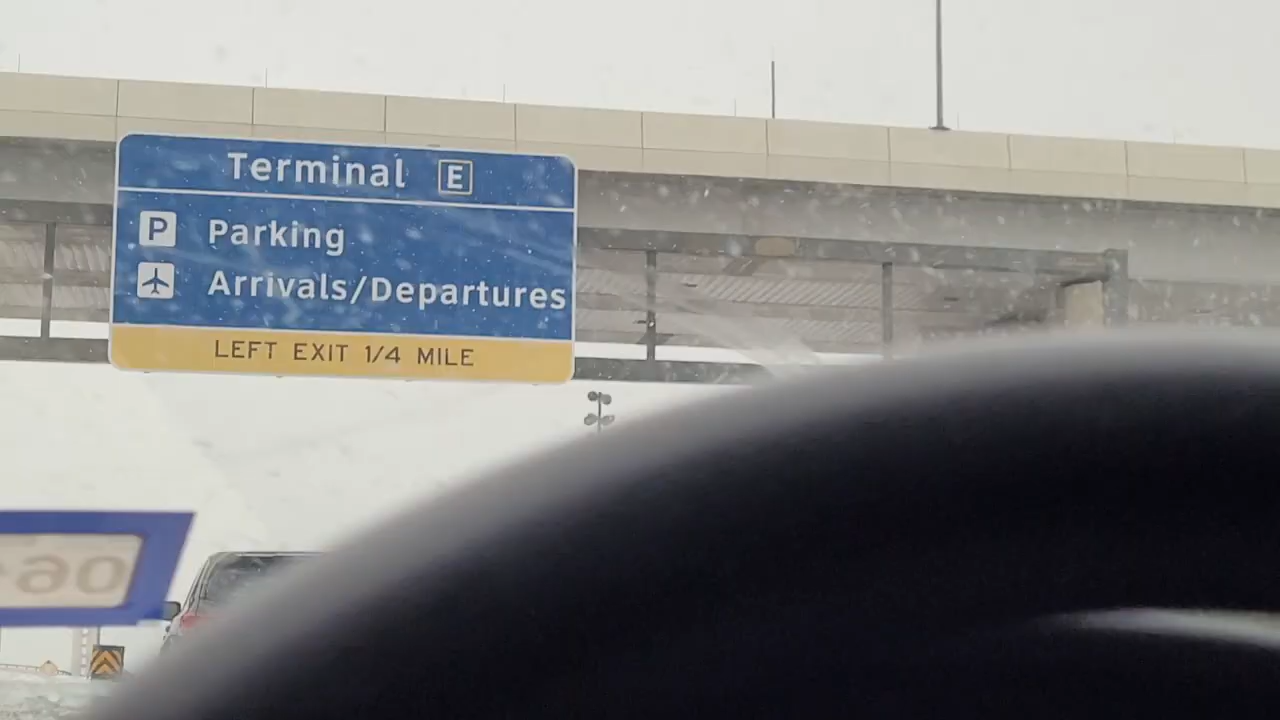 Terminal E
P Parking
Arrivals/Departures
LEFT EXIT 1/4 MILE